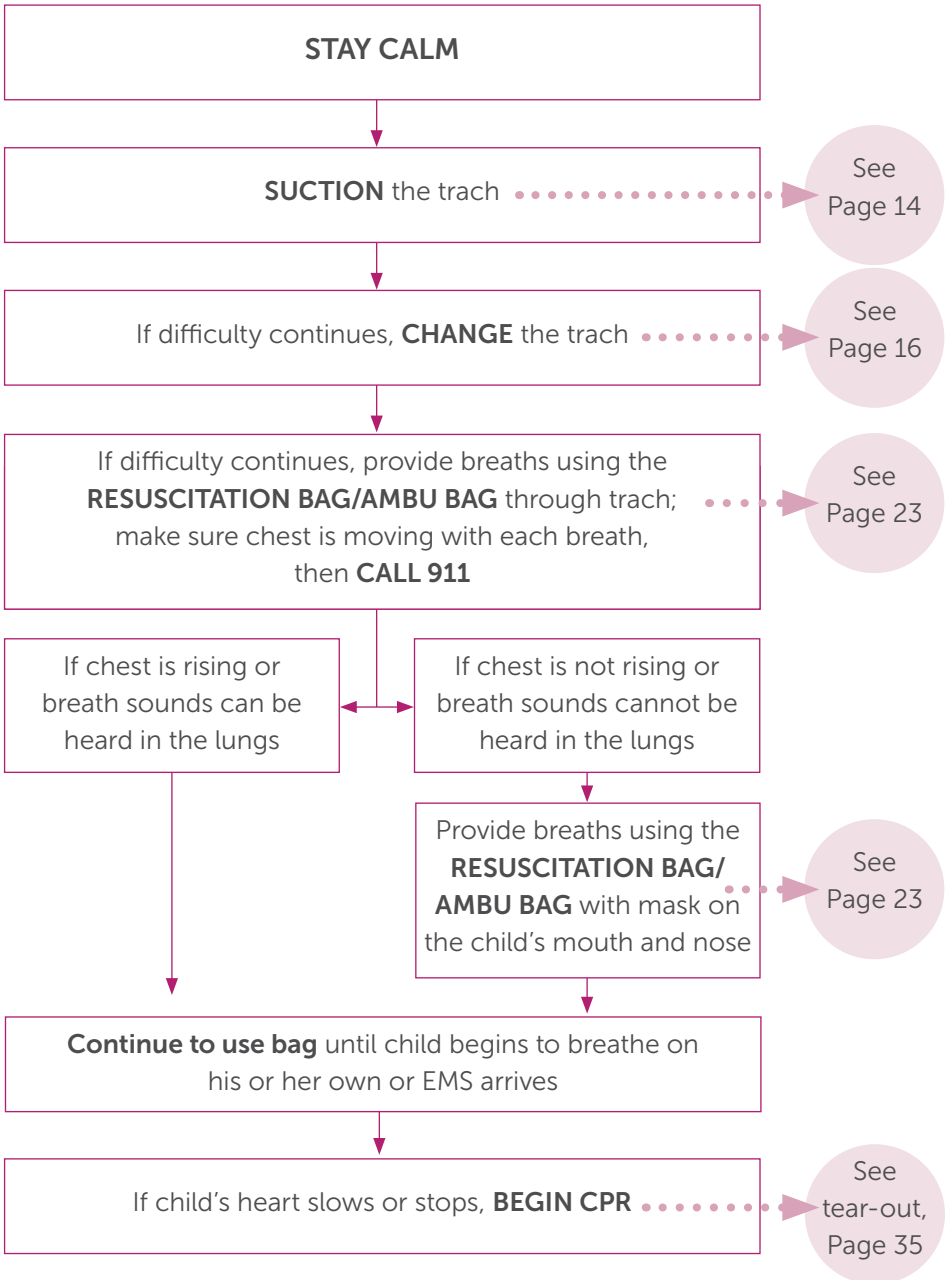 STAY CALM
SUCTION the trach
See
Page 14
If difficulty continues, CHANGE the trach
See
Page 16
If difficulty continues, provide breaths using the
RESUSCITATION BAG/AMBU BAG through trach;
make sure chest is moving with each breath,
then CALL 911
See
Page 23
If chest is rising or
breath sounds can be
heard in the lungs
If chest is not rising or
breath sounds cannot be
heard in the lungs
Provide breaths using the
RESUSCITATION BAG/
AMBU BAG with mask on
the child’s mouth and nose
See
Page 23
Continue to use bag until child begins to breathe on
his or her own or EMS arrives
If child’s heart slows or stops, BEGIN CPR
See
tear-out,
Page 35